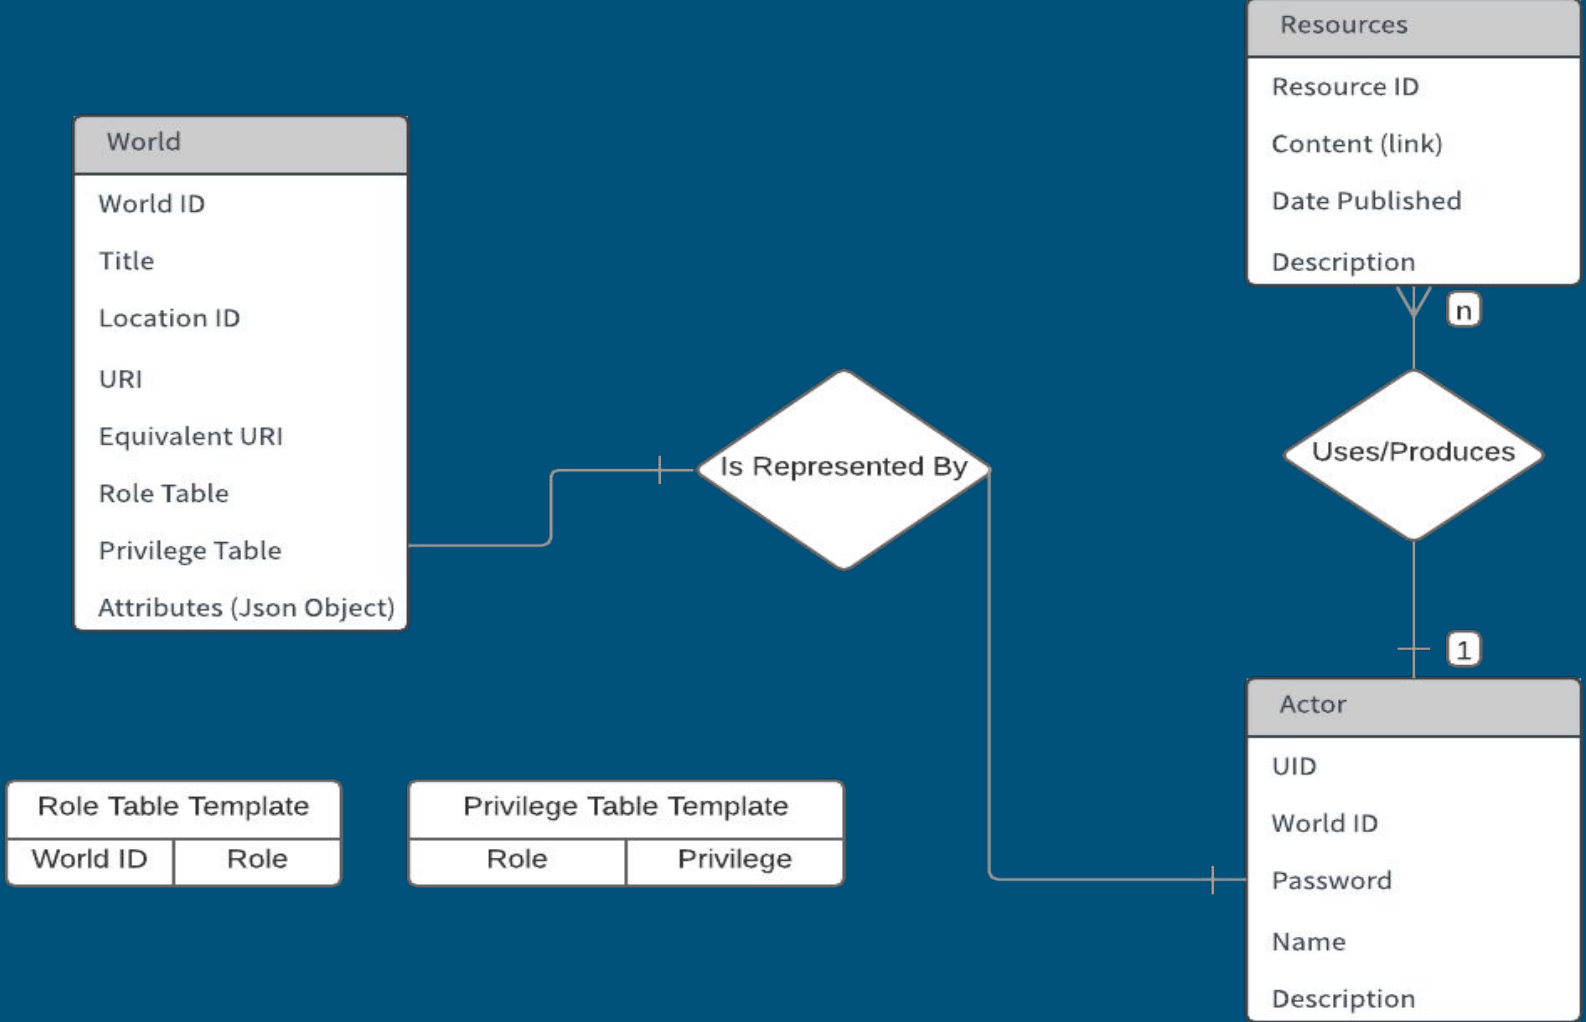 World
World ID
Title
Location ID
URI
Equivalent URI
Role Table
Privilege Table
Attributes (Json Object)
Is Represented By
Resources
Resource ID
Content (link)
Date Published
Description
n
Uses/Produces
1
Actor
UID
World ID
Password
Name
Description
Role Table Template
World ID
Role
Privilege Table Template
Role
Privilege